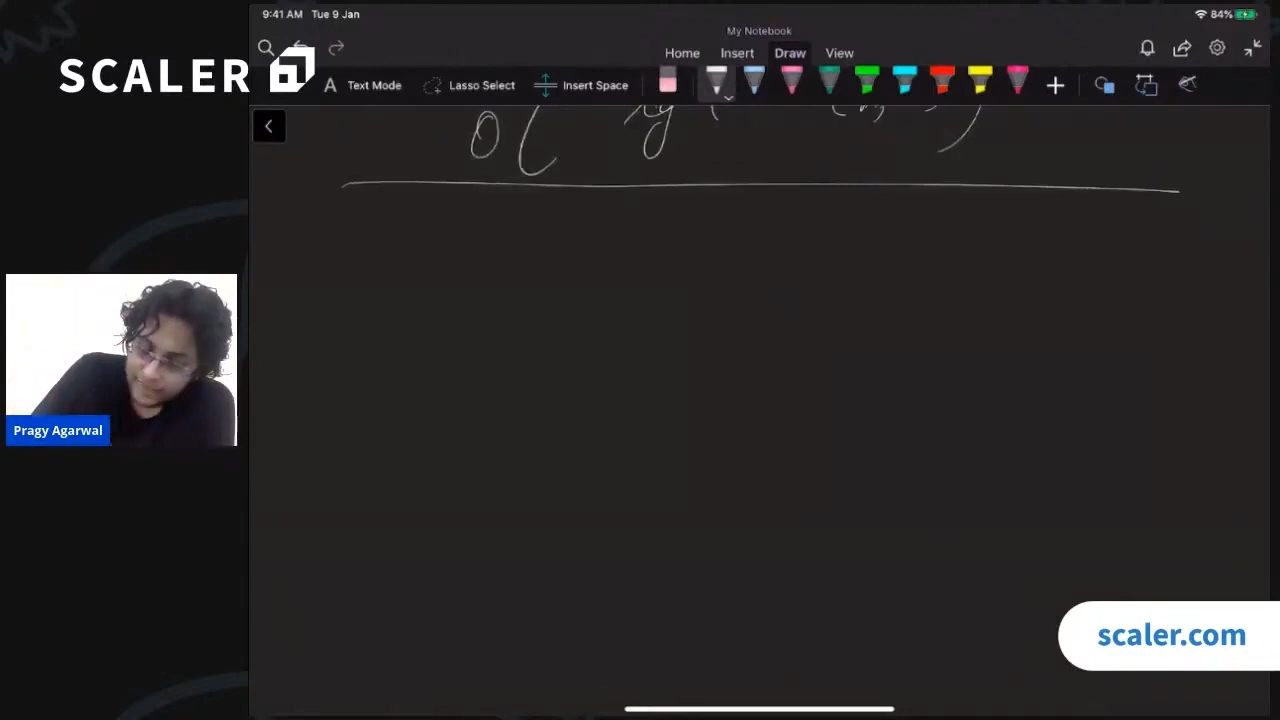 9:41 AM Tue 9 Jan
84%
My Notebook
Home Insert Draw View
SCALER
A Text Mode Lasso Select Insert Space
O(
Pragy Agarwal
scaler.com